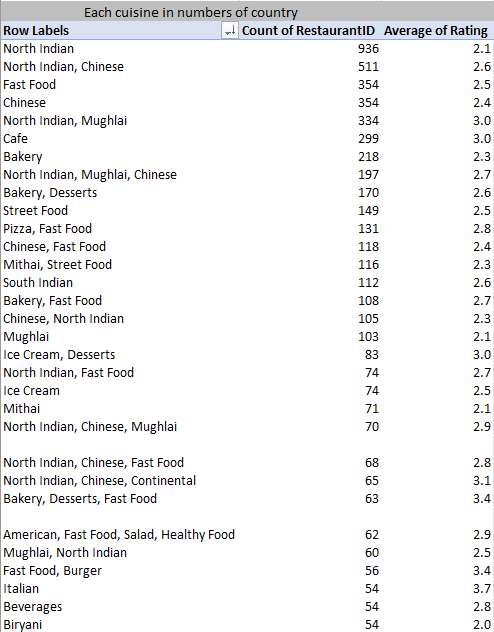 Each cuisine in numbers of country
Row Labels Count of RestaurantID Average of Rating
North Indian 936 2.1
North Indian, Chinese 511 2.6
Fast Food 354 2.5
Chinese 354 2.4
North Indian, Mughlai 334 3.0
Cafe 299 3.0
Bakery 218 2.3
North Indian, Mughlai, Chinese 197 2.7
Bakery, Desserts 170 2.6
Street Food 149 2.5
Pizza, Fast Food 131 2.8
Chinese, Fast Food 118 2.4
Mithai, Street Food 116 2.3
South Indian 112 2.6
Bakery, Fast Food 108 2.7
Chinese, North Indian 105 2.3
Mughlai 103 2.1
Ice Cream, Desserts 83 3.0
North Indian, Fast Food 74 2.7
Ice Cream 74 2.5
Mithai 71 2.1
North Indian, Chinese, Mughlai 70 2.9
North Indian, Chinese, Fast Food 68 2.8
North Indian, Chinese, Continental 65 3.1
Bakery, Desserts, Fast Food 63 3.4
American, Fast Food, Salad, Healthy Food 62 2.9
Mughlai, North Indian 60 2.5
Fast Food, Burger 56 3.4
Italian 54 3.7
Beverages 54 2.8
Biryani 54 2.0